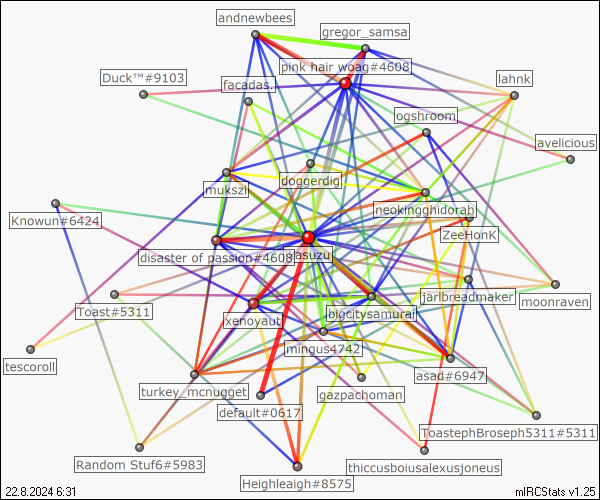 andnewbees
gregor_samsa
pink hair woag#4608
lahnk
Duck™#9103
facadas.
ogshroom
avelicious
doggerdig
mukszi
neokingghidorah
Knowun#6424
ZeeHonK
disaster of passion#4608
asuzu
jarlbreadmaker
moonraven
Toast#5311
xenoyaut
bigcitysamurai
mingus4742
tescoroll
asad#6947
turkey_mcnugget
gazpachoman
default#0617
ToastephBroseph5311#5311
Random Stuf6#5983
thiccusboiusalexusjoneus
Heighleaigh#8575
22.8.2024 6:31
mIRCStats v1.25